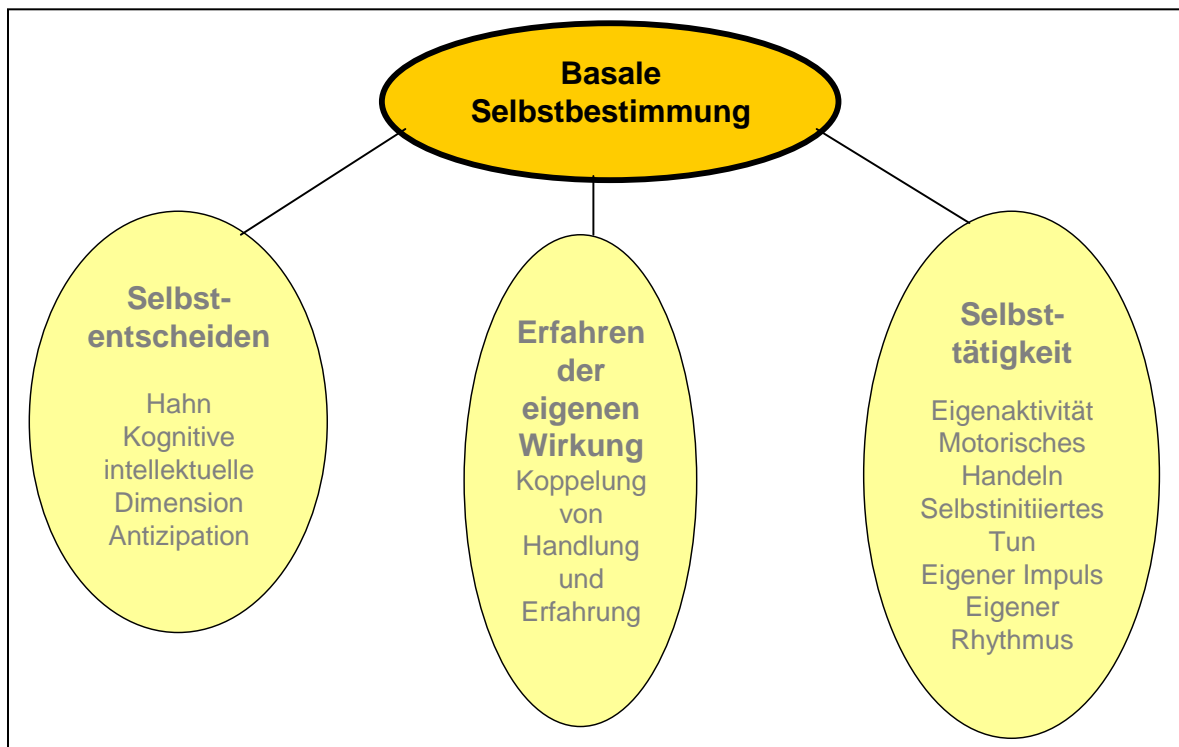 Basale
Selbstbestimmung
Selbst-
entscheiden
Hahn
Kognitive
intellektuelle
Dimension
Antizipation
Erfahren
der
eigenen
Wirkung
Koppelung
von
Handlung
und
Erfahrung
Selbst-
tätigkeit
Eigenaktivität
Motorisches
Handeln
Selbstinitiiertes
Tun
Eigener Impuls
Eigener
Rhythmus